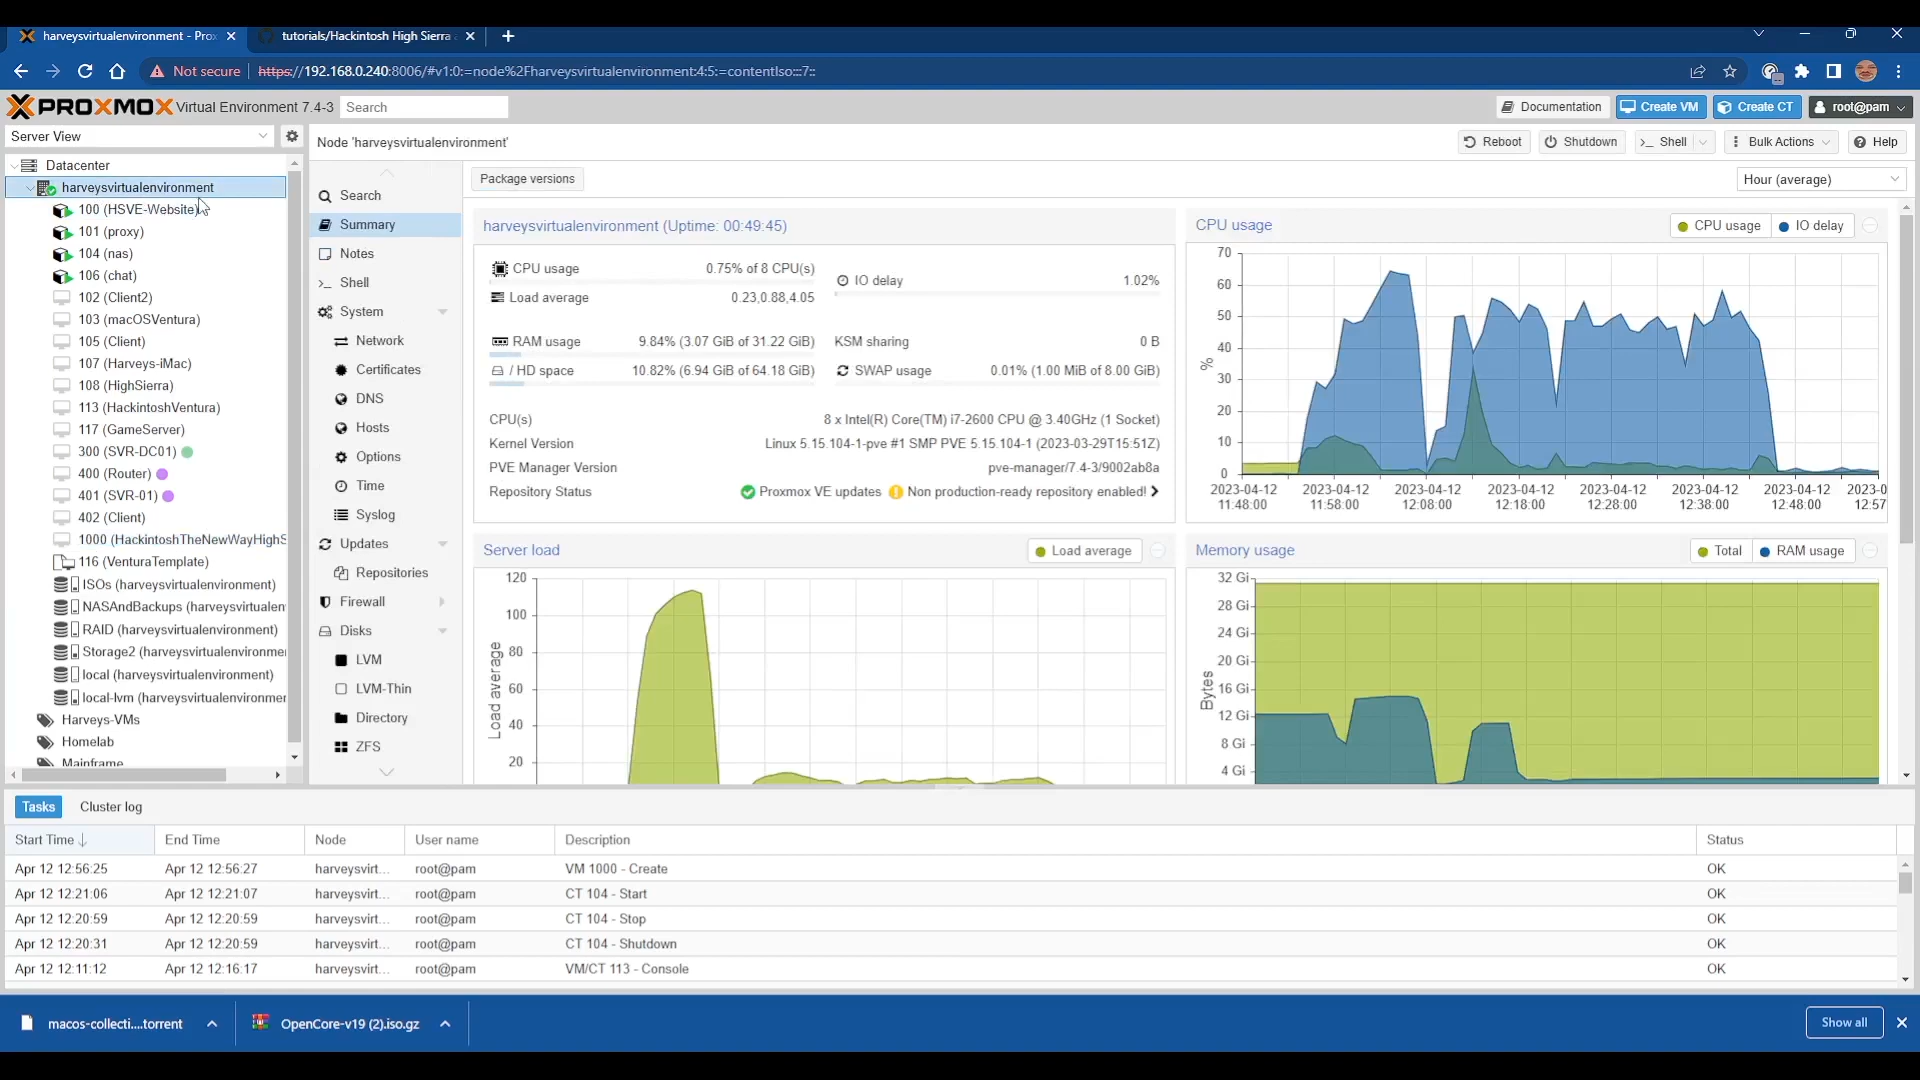 harveysvirtualenvironment - Prox
tutorials/Hackintosh High Sierra
Not secure
https://192.168.0.240:8006/#v1:0:=node%2Fharveysvirtualenvironment:4:5:=contentIso:::7::
PROXMOX Virtual Environment 7.4-3
Search
Documentation
Create VM
Create CT
root@pam
Server View
Node 'harveysvirtualenvironment'
Reboot
Shutdown
Shell
Bulk Actions
Help
Datacenter
harveysvirtualenvironment
100 (HSVE-Website)
101 (proxy)
104 (nas)
106 (chat)
102 (Client2)
103 (macOSVentura)
105 (Client)
107 (Harveys-iMac)
108 (HighSierra)
113 (HackintoshVentura)
117 (GameServer)
300 (SVR-DC01)
400 (Router)
401 (SVR-01)
402 (Client)
1000 (HackintoshTheNewWayHighS
116 (VenturaTemplate)
ISOs (harveysvirtualenvironment)
NASAndBackups (harveysvirtualen
RAID (harveysvirtualenvironment)
Storage2 (harveysvirtualenvironme
local (harveysvirtualenvironment)
local-lvm (harveysvirtualenvironmer
Harveys-VMs
Homelab
Mainframe
Search
Summary
Notes
Shell
System
Network
Certificates
DNS
Hosts
Options
Time
Syslog
Updates
Repositories
Firewall
Disks
LVM
LVM-Thin
Directory
ZFS
Package versions
Hour (average)
harveysvirtualenvironment (Uptime: 00:49:45)
CPU usage
0.75% of 8 CPU(s)
IO delay
1.02%
Load average
0.23,0.88,4.05
RAM usage
9.84% (3.07 GiB of 31.22 GiB)
KSM sharing
0 B
/ HD space
10.82% (6.94 GiB of 64.18 GiB)
SWAP usage
0.01% (1.00 MiB of 8.00 GiB)
CPU(s)
8 x Intel(R) Core(TM) i7-2600 CPU @ 3.40GHz (1 Socket)
Kernel Version
Linux 5.15.104-1-pve #1 SMP PVE 5.15.104-1 (2023-03-29T15:51Z)
PVE Manager Version
pve-manager/7.4-3/9002ab8a
Repository Status
Proxmox VE updates
Non production-ready repository enabled!
CPU usage
CPU usage
IO delay
70
60
50
40
30
20
10
0
%
2023-04-12 11:48:00
2023-04-12 11:58:00
2023-04-12 12:08:00
2023-04-12 12:18:00
2023-04-12 12:28:00
2023-04-12 12:38:00
2023-04-12 12:48:00
2023-0 12:57
Server load
Load average
120
100
80
60
40
20
Load average
Memory usage
Total
RAM usage
32 Gi
28 Gi
24 Gi
20 Gi
16 Gi
12 Gi
8 Gi
4 Gi
Bytes
Tasks
Cluster log
Start Time
End Time
Node
User name
Description
Status
Apr 12 12:56:25
Apr 12 12:56:27
harveysvirt...
root@pam
VM 1000 - Create
OK
Apr 12 12:21:06
Apr 12 12:21:07
harveysvirt...
root@pam
CT 104 - Start
OK
Apr 12 12:20:59
Apr 12 12:20:59
harveysvirt...
root@pam
CT 104 - Stop
OK
Apr 12 12:20:31
Apr 12 12:20:59
harveysvirt...
root@pam
CT 104 - Shutdown
OK
Apr 12 12:11:12
Apr 12 12:16:17
harveysvirt...
root@pam
VM/CT 113 - Console
OK
macos-collecti....torrent
OpenCore-v19 (2).iso.gz
Show all